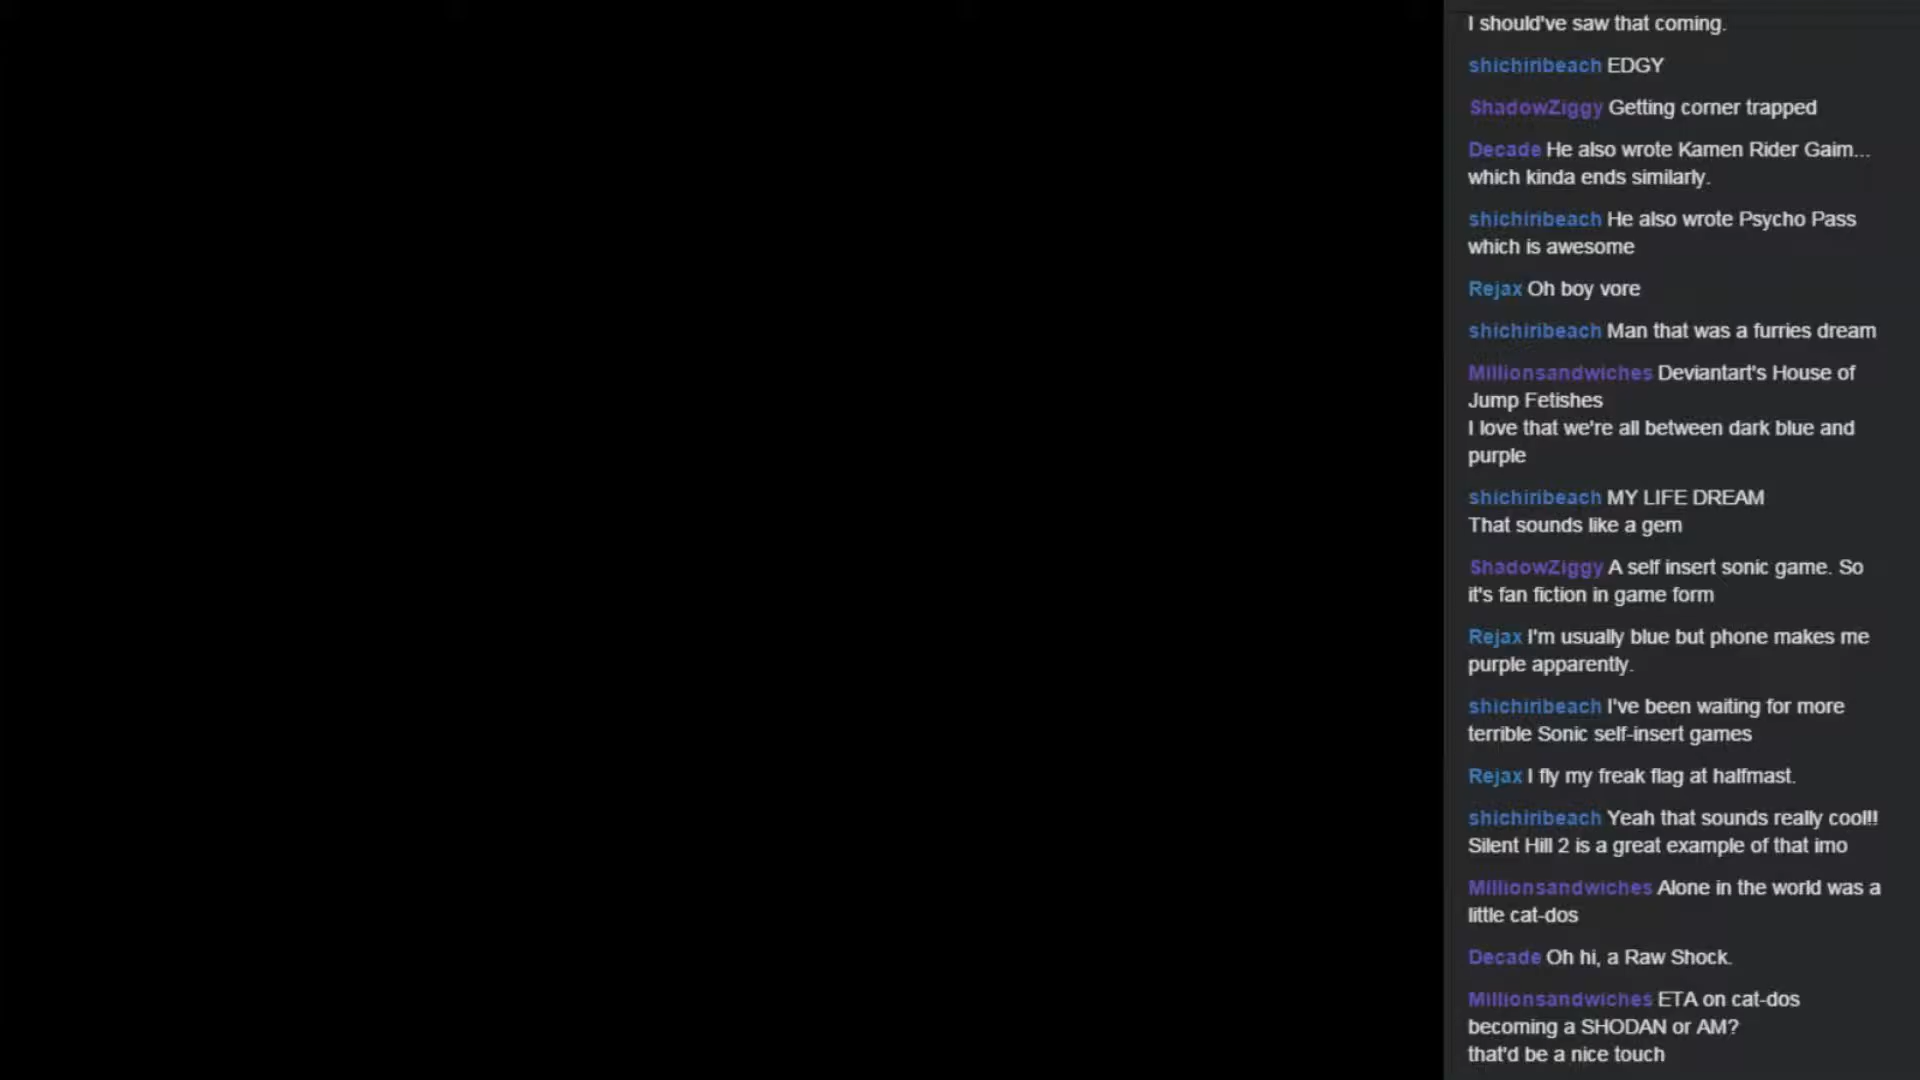 I should've saw that coming.
shichiribeach EDGY
ShadowZiggy Getting corner trapped
Decade He also wrote Kamen Rider Gaim...
which kinda ends similarly.
shichiribeach He also wrote Psycho Pass
which is awesome
Rejax Oh boy vore
shichiribeach Man that was a furries dream
Millionsandwiches Deviantart's House of
Jump Fetishes
I love that we're all between dark blue and
purple
shichiribeach MY LIFE DREAM
That sounds like a gem
ShadowZiggy A self insert sonic game. So
it's fan fiction in game form
Rejax I'm usually blue but phone makes me
purple apparently.
shichiribeach I've been waiting for more
terrible Sonic self-insert games
Rejax I fly my freak flag at halfmast.
shichiribeach Yeah that sounds really cool!!
Silent Hill 2 is a great example of that imo
Millionsandwiches Alone in the world was a
little cat-dos
Decade Oh hi, a Raw Shock.
Millionsandwiches ETA on cat-dos
becoming a SHODAN or AM?
that'd be a nice touch